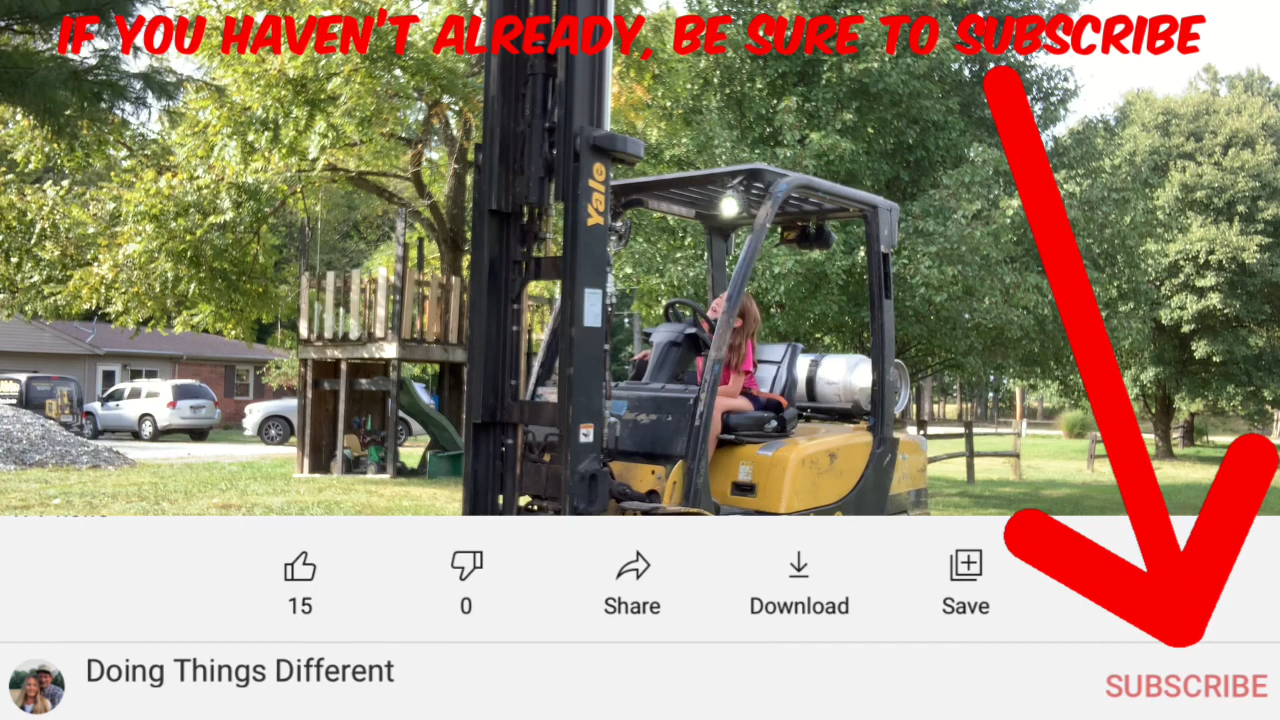 IF YOU HAVEN'T ALREADY, BE SURE TO SUBSCRIBE
Yale
15
0
Share
Download
Save
Doing Things Different
SUBSCRIBE